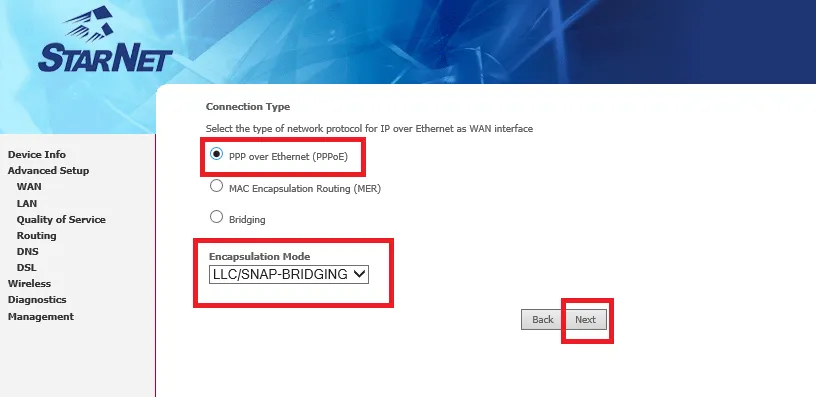 STARNET
Connection Type
Select the type of network protocol for IP over Ethernet as WAN interface
PPP over Ethernet (PPPoE)
MAC Encapsulation Routing (MER)
Bridging
Encapsulation Mode
LLC/SNAP-BRIDGING
Back Next
Device Info
Advanced Setup
WAN
LAN
Quality of Service
Routing
DNS
DSL
Wireless
Diagnostics
Management